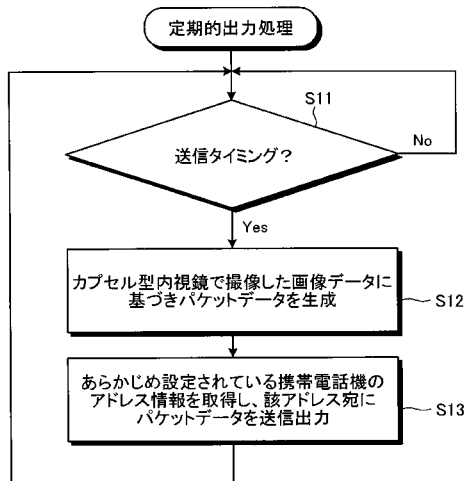 定期的出力処理
S11
送信タイミング?
No
Yes
カプセル型内視鏡で撮像した画像データに
基づきパケットデータを生成
S12
あらかじめ設定されている携帯電話機の
アドレス情報を取得し、該アドレス宛に
パケットデータを送信出力
S13